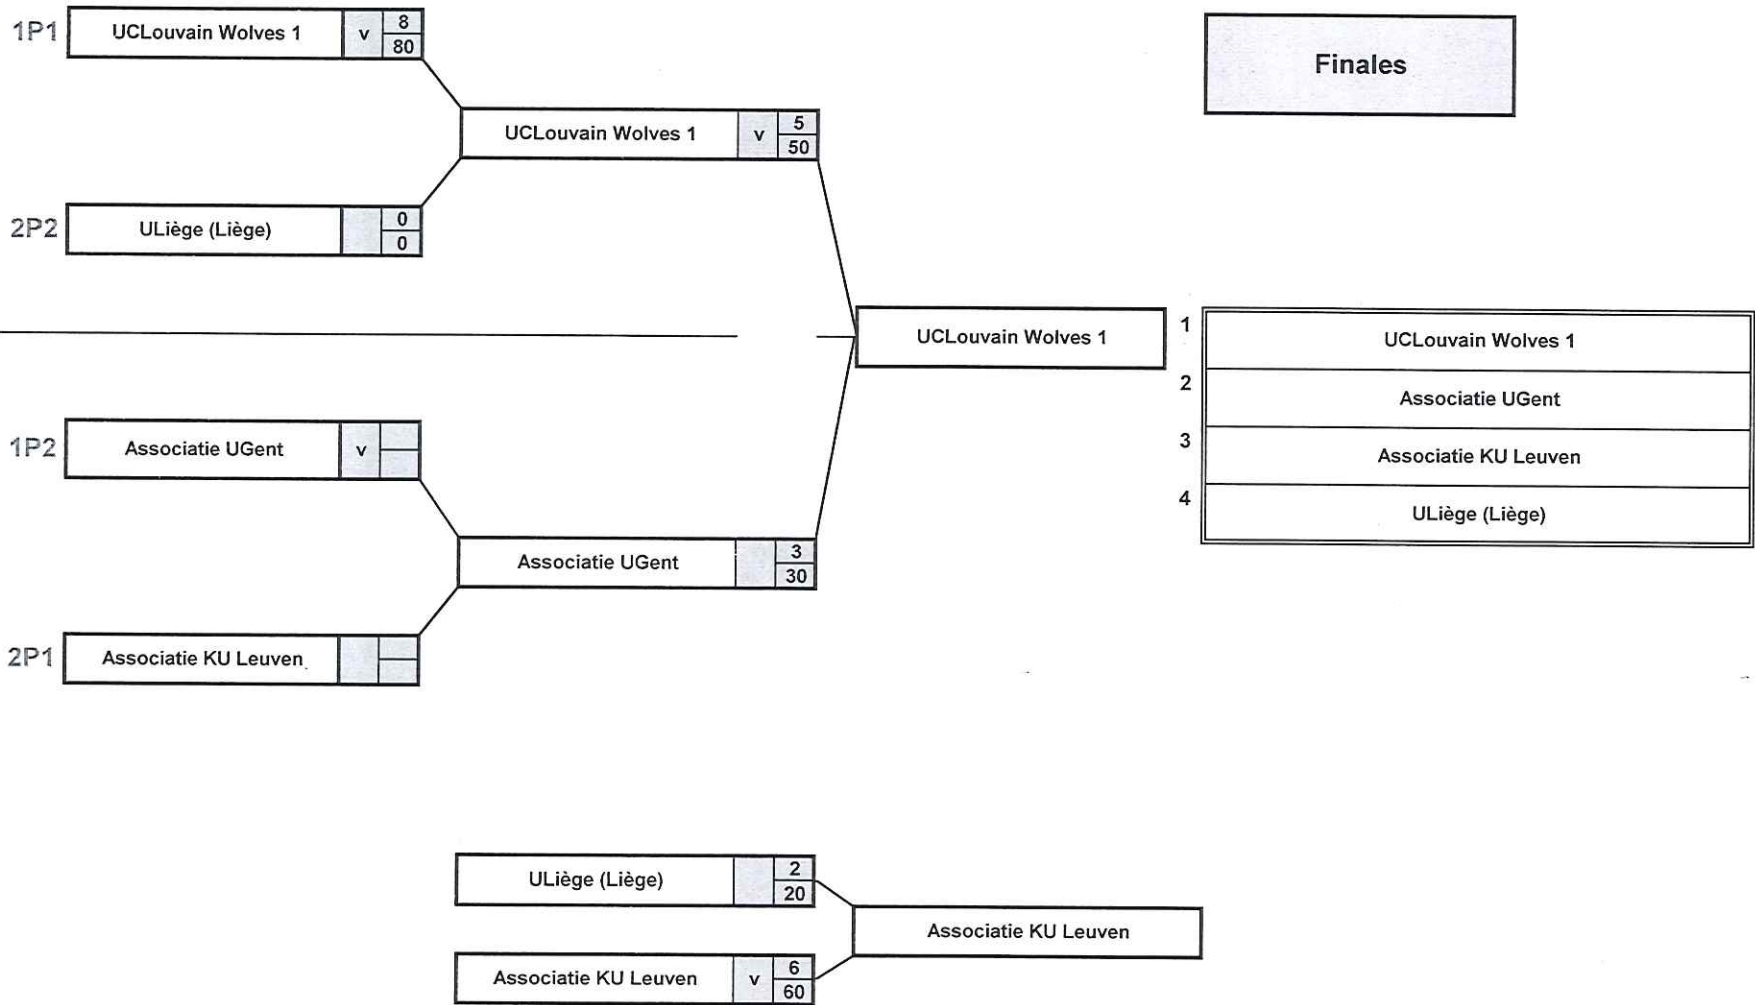 1P1 UCLouvain Wolves 1 v 8
80
Finales
UCLouvain Wolves 1 v 5
50
2P2 ULiège (Liège) 0
0
UCLouvain Wolves 1
1 UCLouvain Wolves 1
2 Associatie UGent
3 Associatie KU Leuven
4 ULiège (Liège)
1P2 Associatie UGent v
Associatie UGent 3
30
2P1 Associatie KU Leuven
ULiège (Liège) 2
20
Associatie KU Leuven
Associatie KU Leuven v 6
60